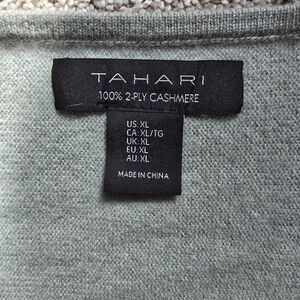 TAHARI
100% 2-PLY CASHMERE
US: XL
CA: XL/TG
UK: XL
EU: XL
AU: XL
MADE IN CHINA